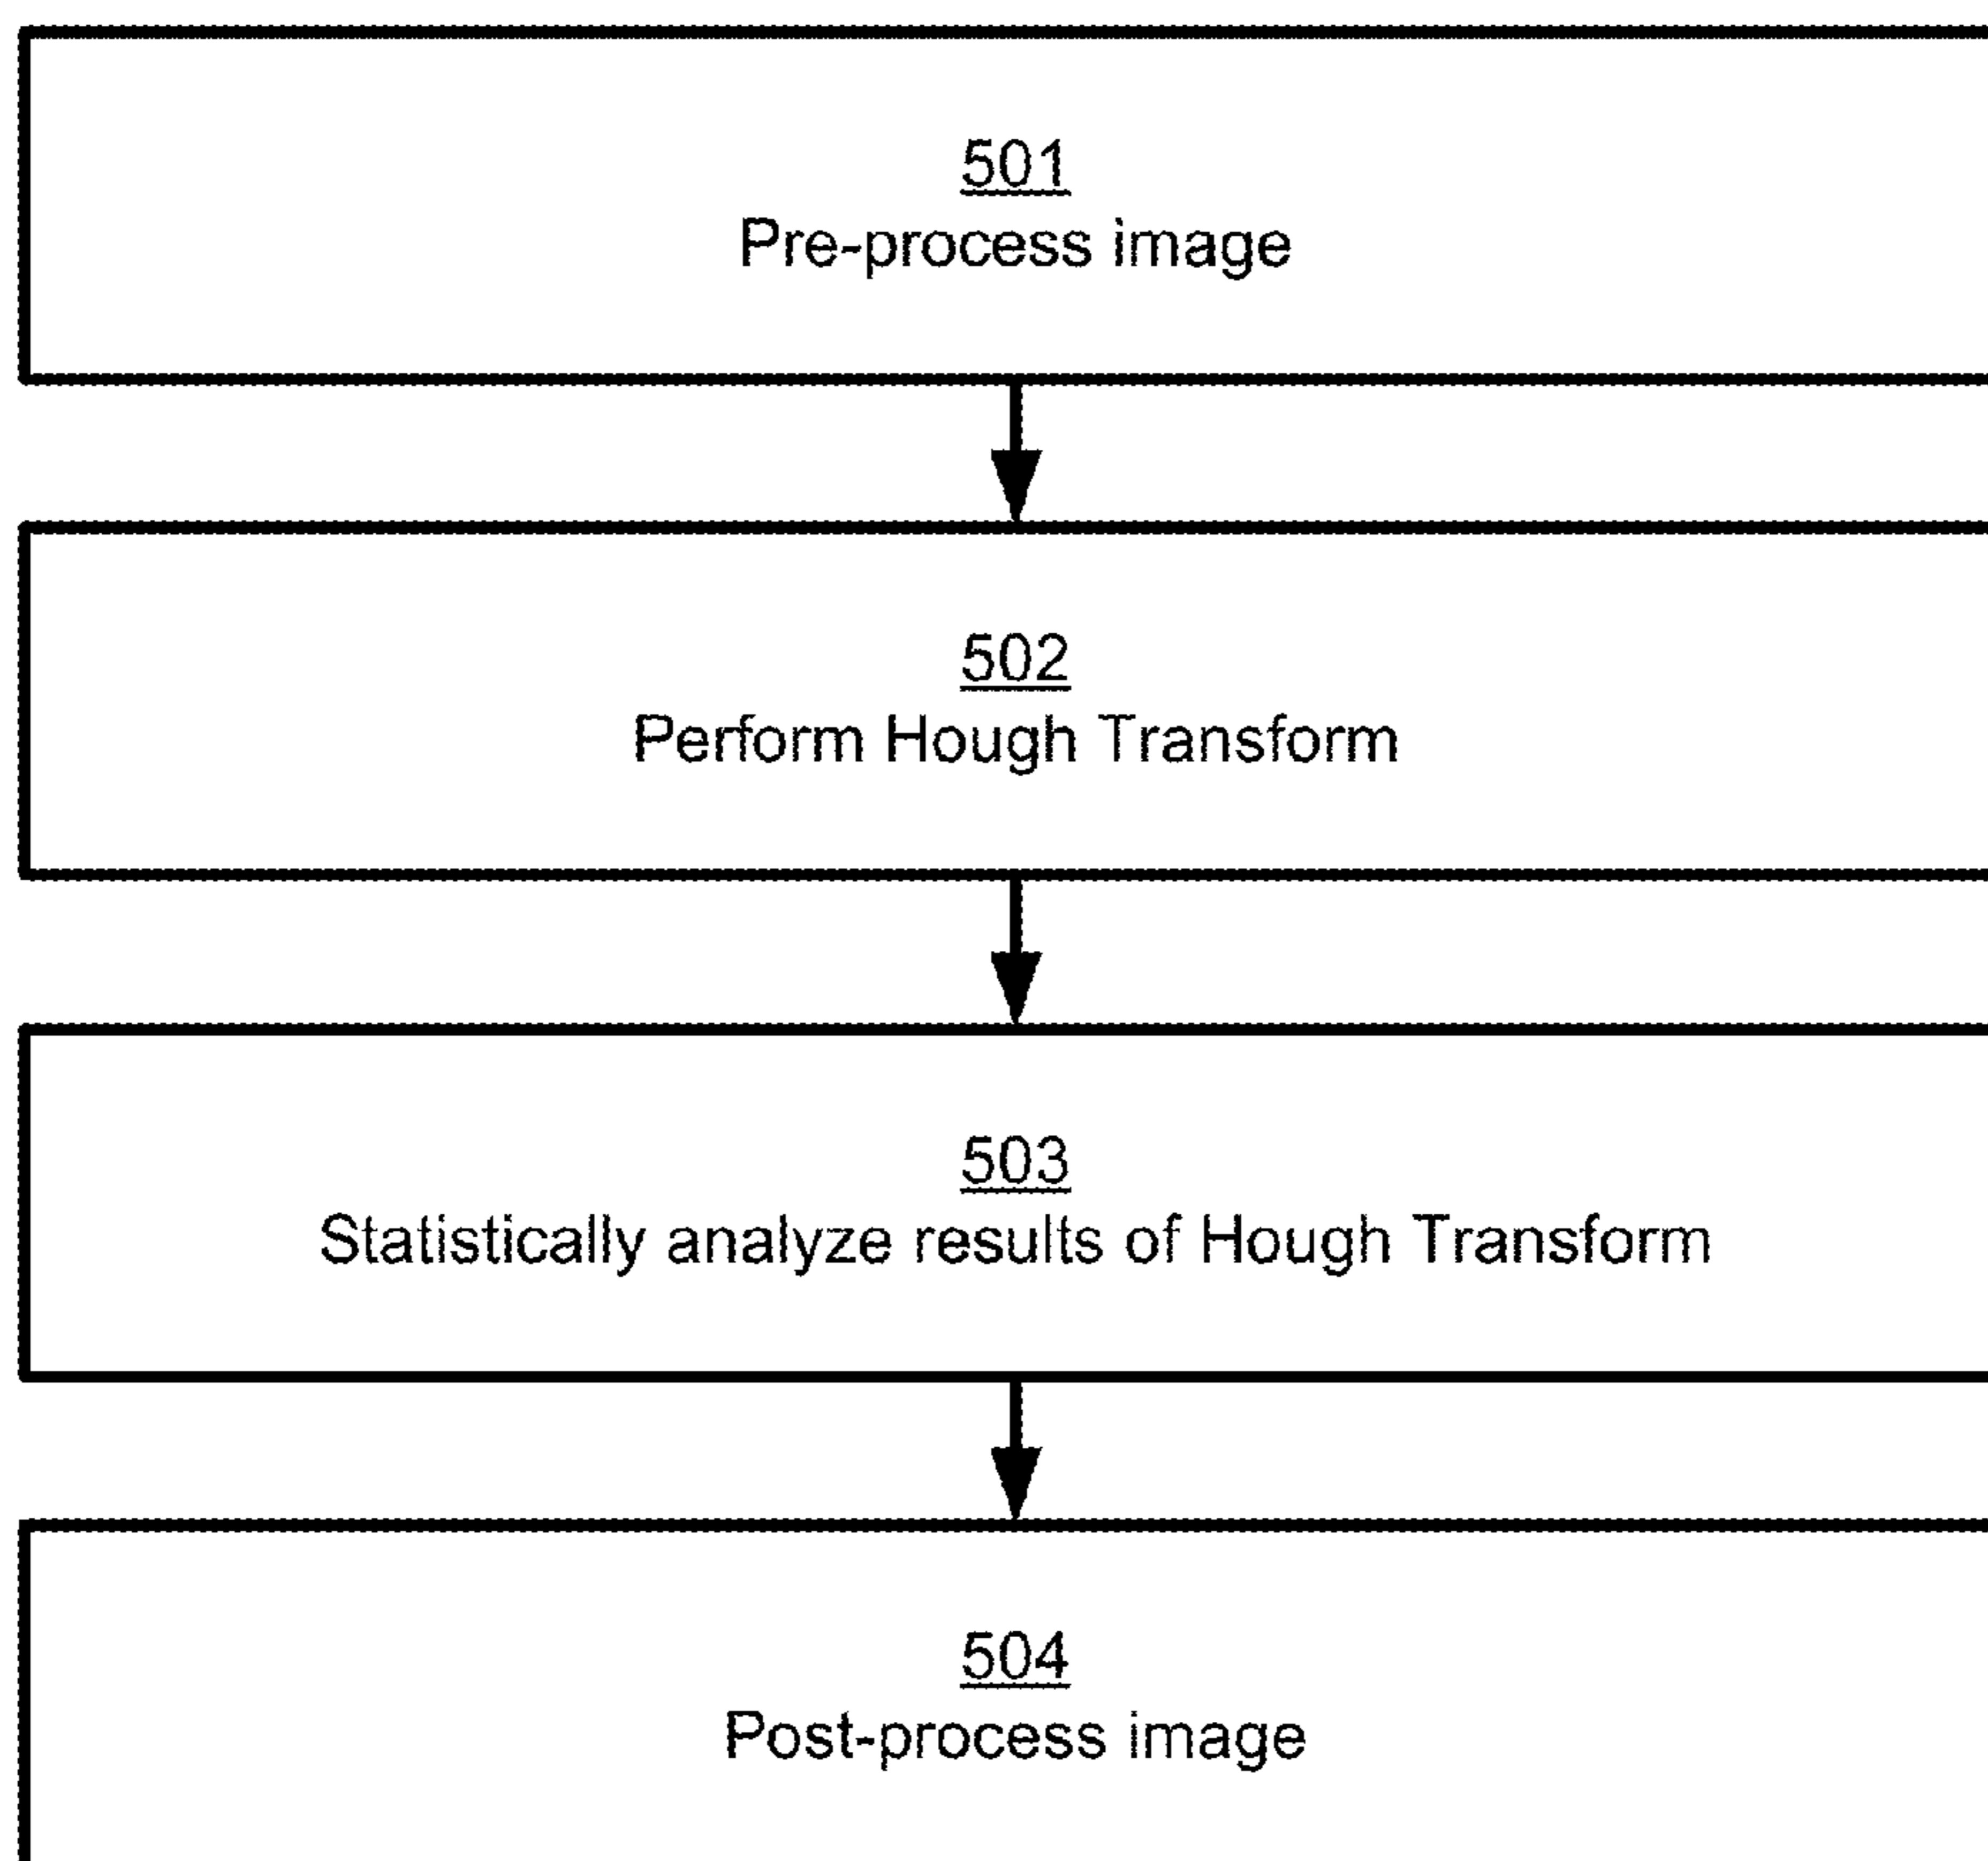 501
Pre-process image
502
Perform Hough Transform
503
Statistically analyze results of Hough Transform
504
Post-process image